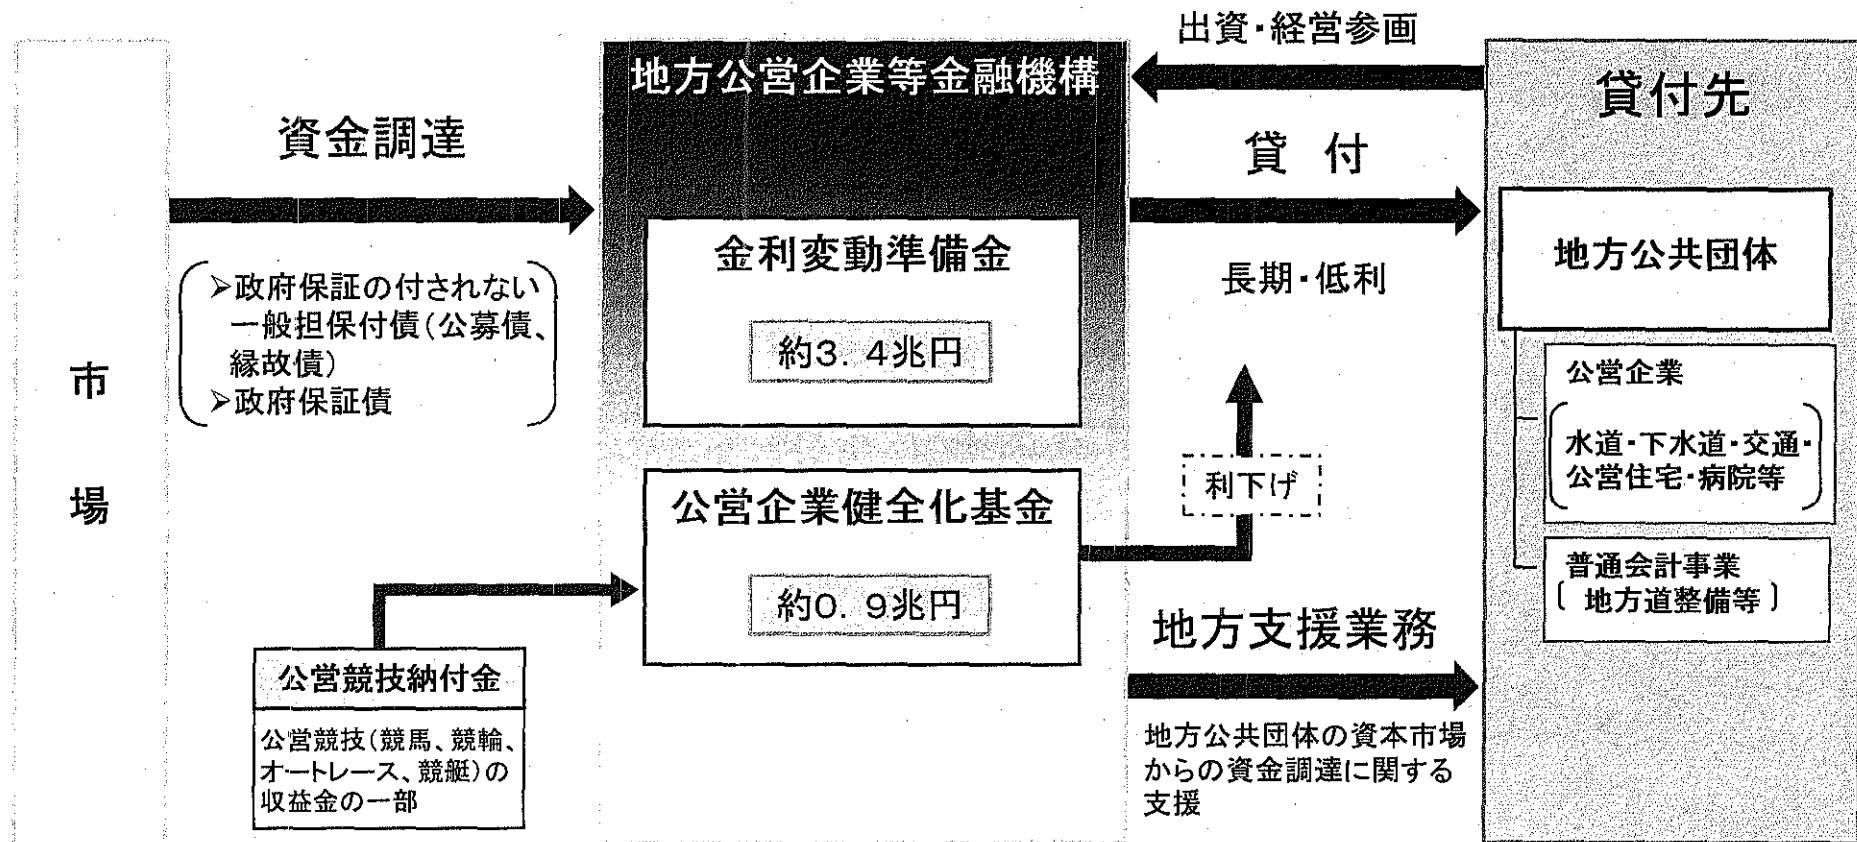 市場
資金調達
➢政府保証の付されない
一般担保付債(公募債、
縁故債)
➢政府保証債
公営競技納付金
公営競技(競馬、競輪、
オートレース、競艇)の
収益金の一部
地方公営企業等金融機構
金利変動準備金
約3.4兆円
公営企業健全化基金
約0.9兆円
出資・経営参画
貸 付
長期・低利
利下げ
地方支援業務
地方公共団体の資本市場
からの資金調達に関する
支援
貸付先
地方公共団体
公営企業
水道・下水道・交通・
公営住宅・病院等
普通会計事業
〔 地方道整備等 〕